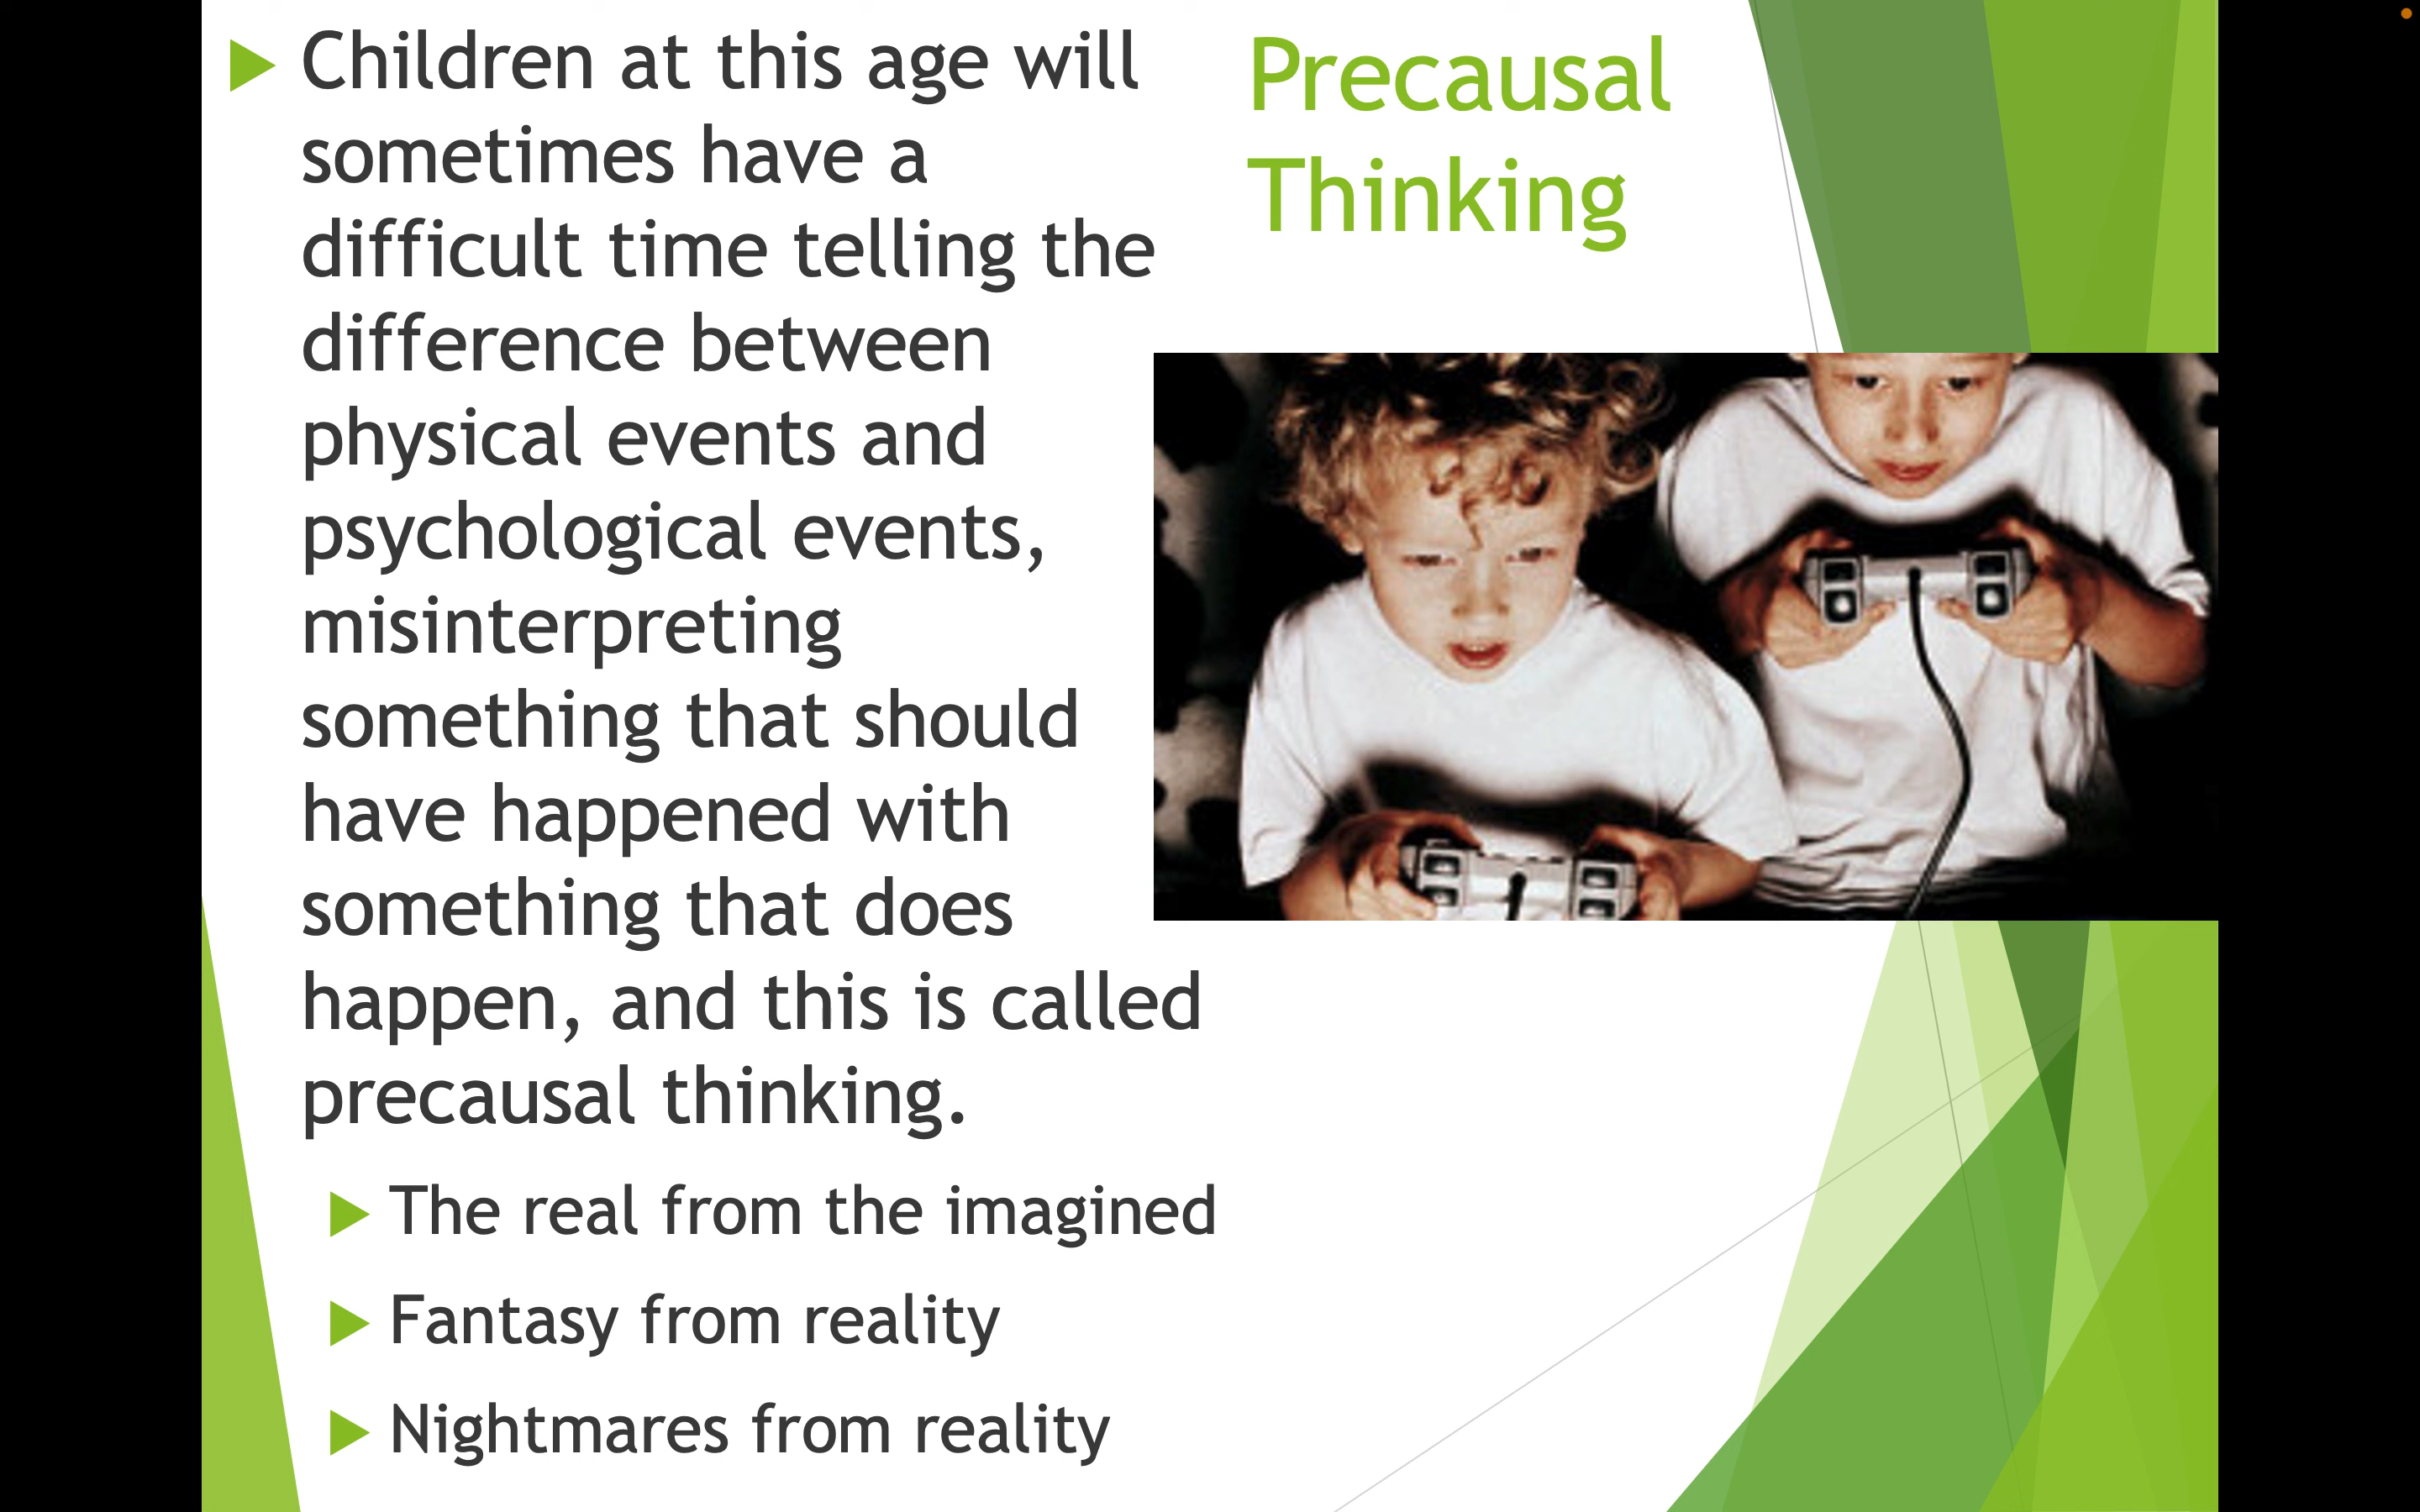 Precausal
Thinking
Children at this age will
sometimes have a
difficult time telling the
difference between
physical events and
psychological events,
misinterpreting
something that should
have happened with
something that does
happen, and this is called
precausal thinking.
The real from the imagined
Fantasy from reality
Nightmares from reality